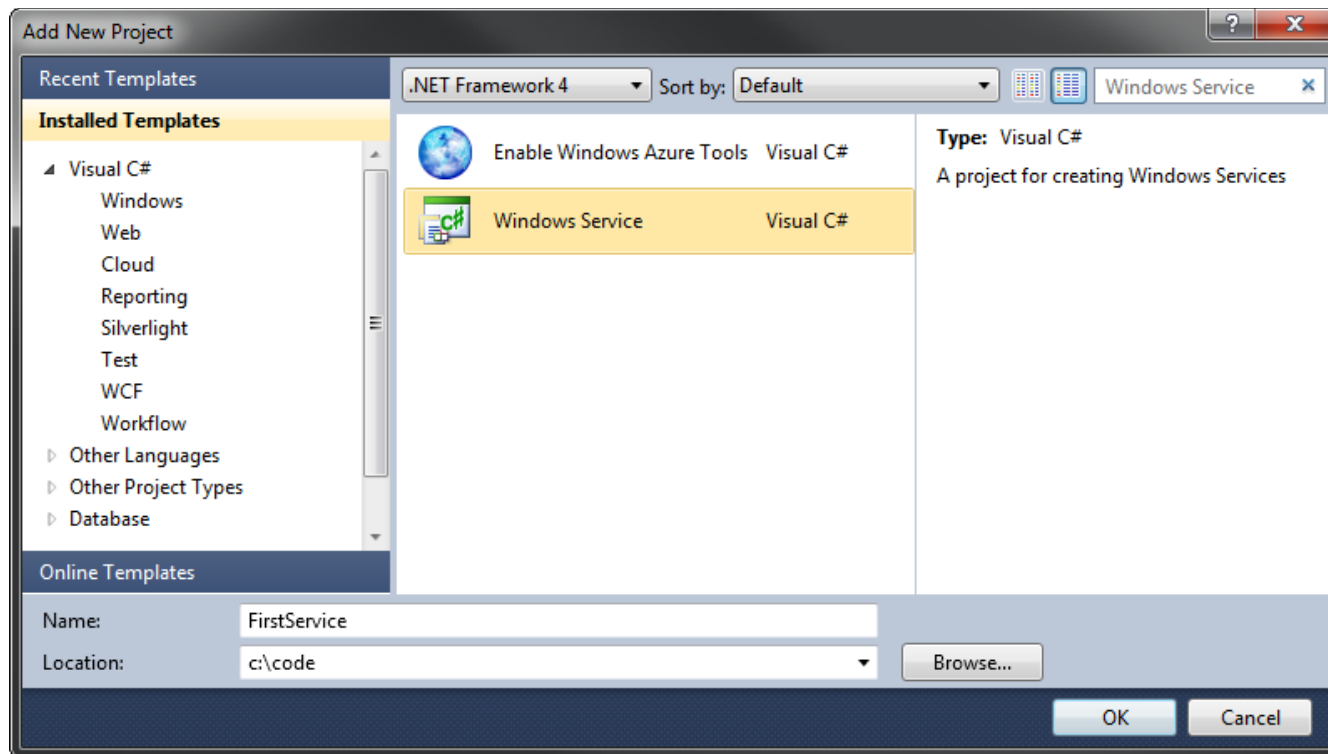 Add New Project
Recent Templates
.NET Framework 4 Sort by: Default Windows Service
Installed Templates
Visual C#
Windows
Web
Cloud
Reporting
Silverlight
Test
WCF
Workflow
Other Languages
Other Project Types
Database
Online Templates
Enable Windows Azure Tools Visual C#
C# Windows Service Visual C#
Type: Visual C#
A project for creating Windows Services
Name: FirstService
Location: c:\code Browse...
OK Cancel